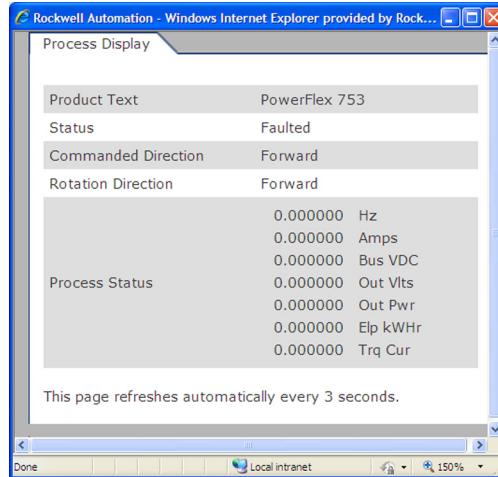 Rockwell Automation - Windows Internet Explorer provided by Rock...
Process Display
Product Text PowerFlex 753
Status Faulted
Commanded Direction Forward
Rotation Direction Forward
Process Status
0.000000 Hz
0.000000 Amps
0.000000 Bus VDC
0.000000 Out Vlts
0.000000 Out Pwr
0.000000 Elp kWHr
0.000000 Trq Cur
This page refreshes automatically every 3 seconds.
Done Local intranet 150%